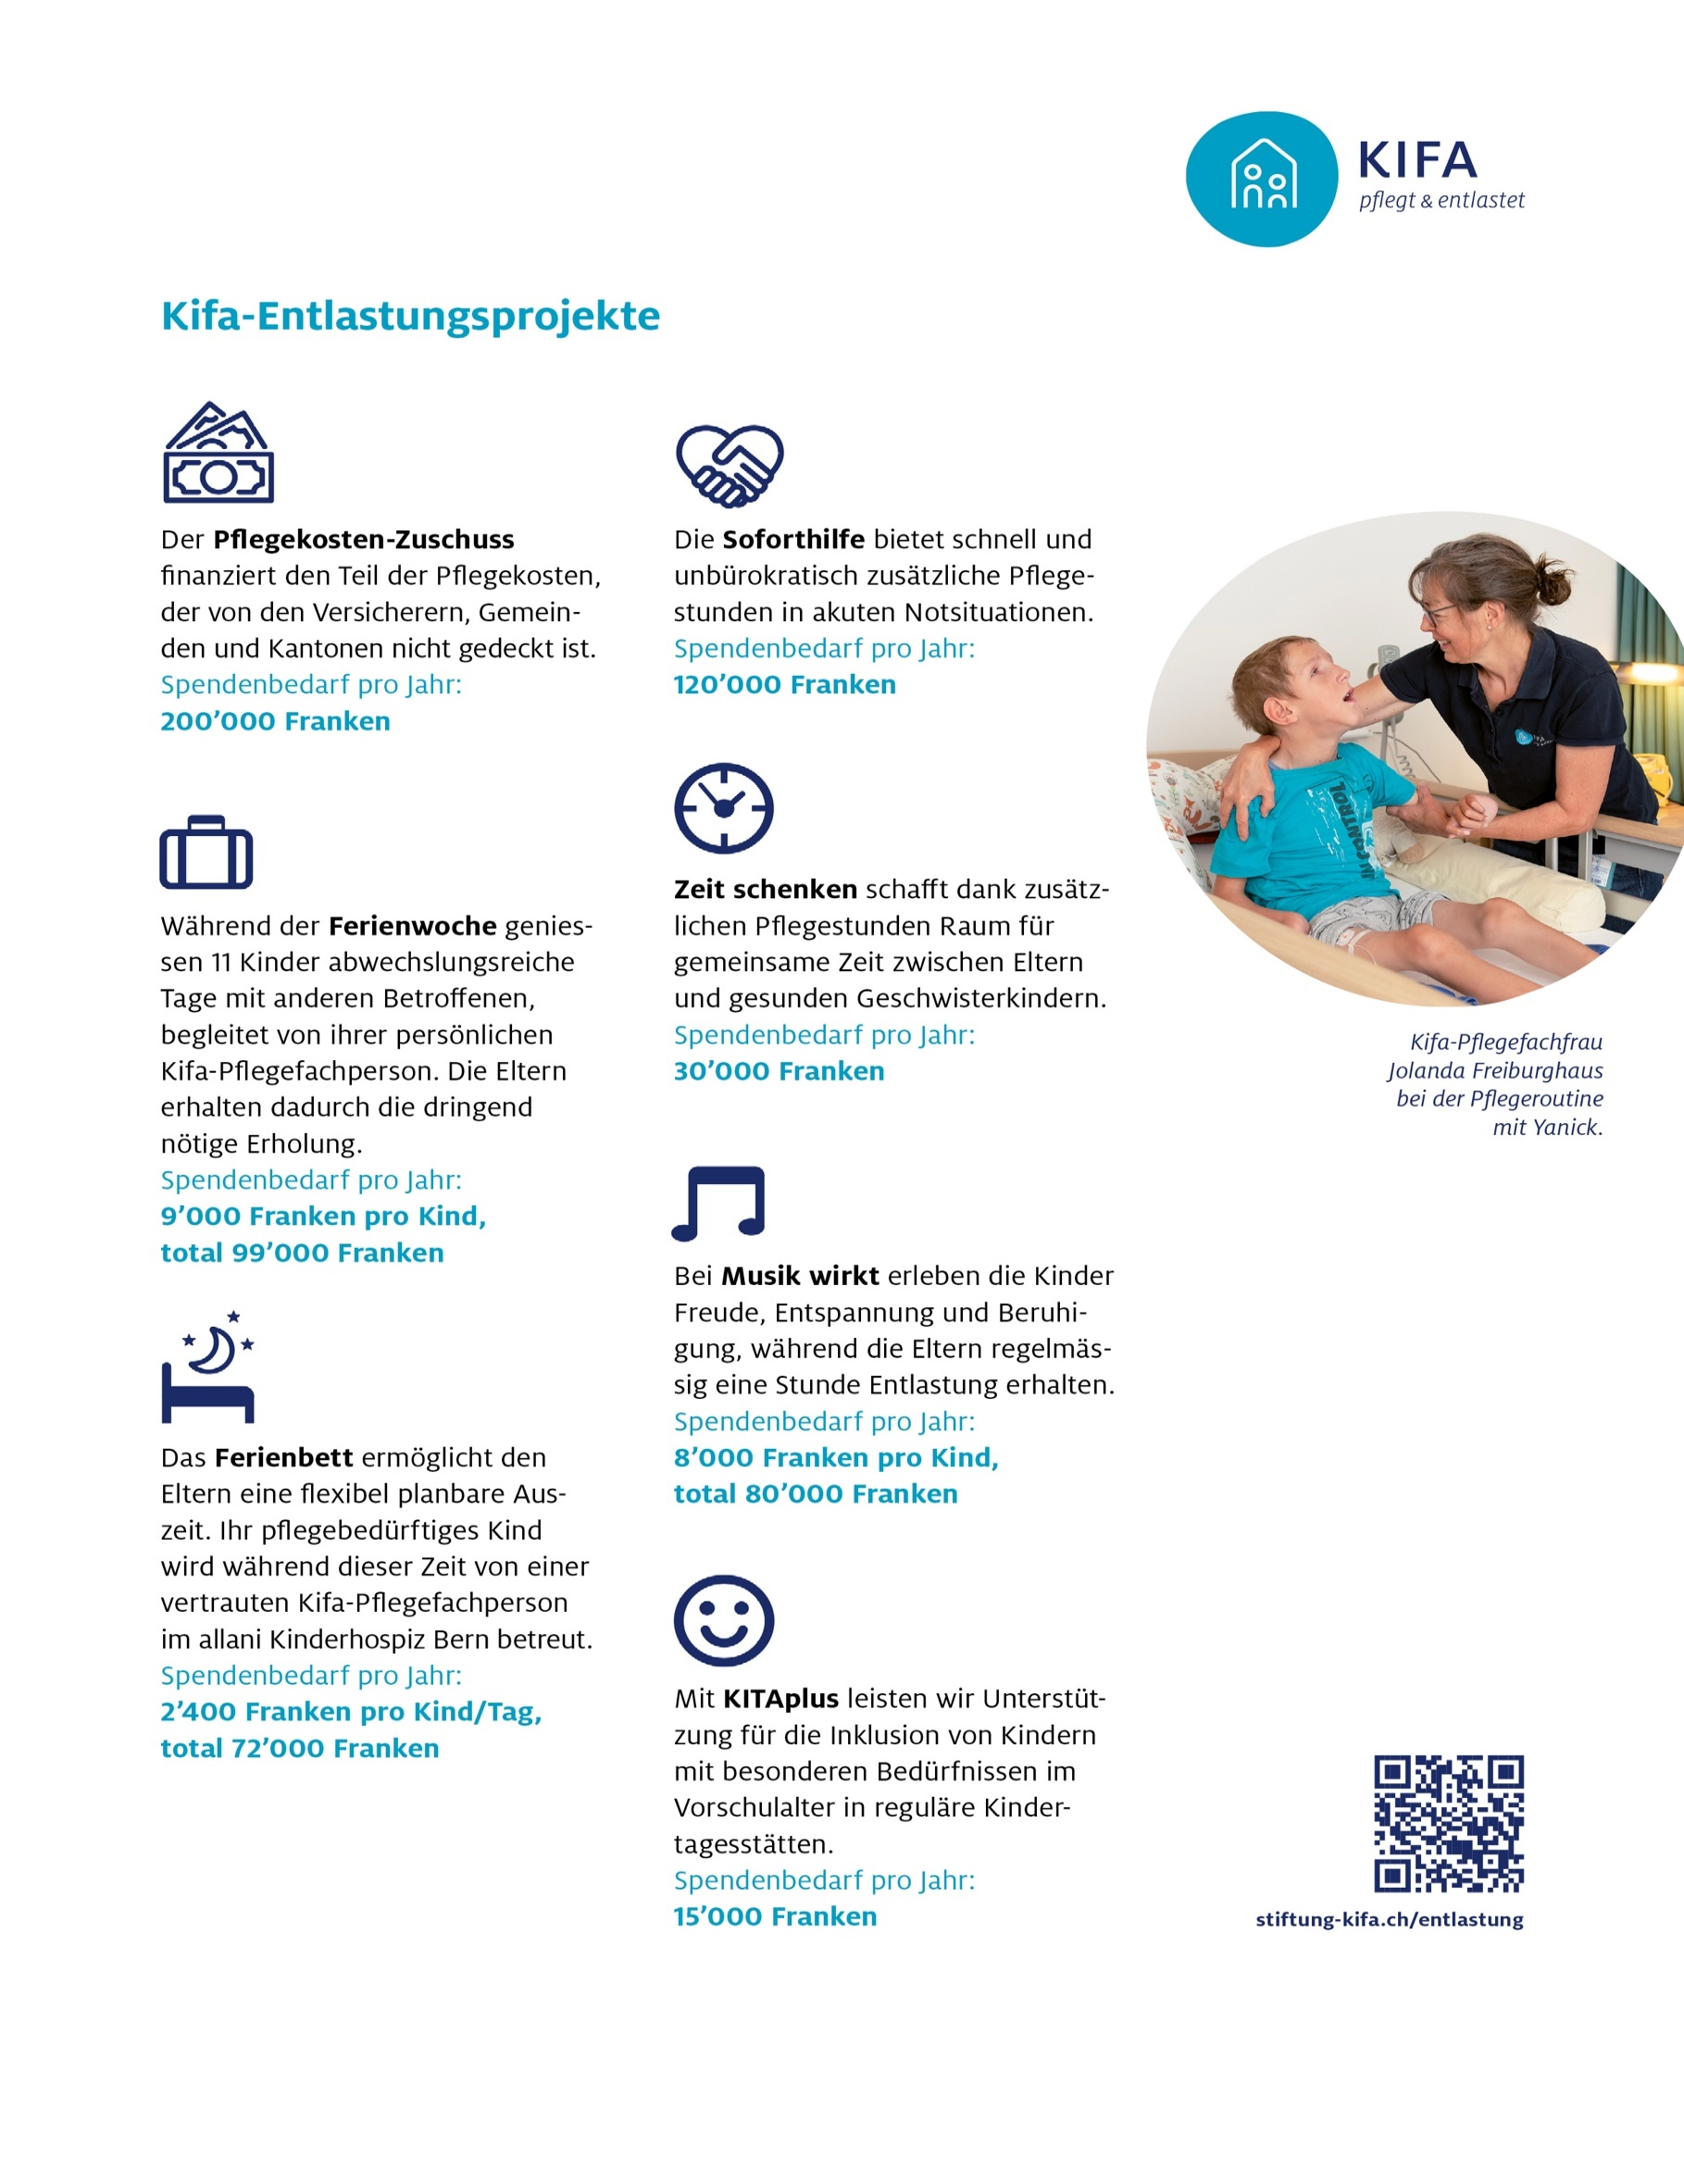 KIFA
pflegt & entlastet
Kifa-Entlastungsprojekte
Der Pflegekosten-Zuschuss
finanziert den Teil der Pflegekosten,
der von den Versicherern, Gemein-
den und Kantonen nicht gedeckt ist.
Spendenbedarf pro Jahr:
200’000 Franken
Während der Ferienwoche genies-
sen 11 Kinder abwechslungsreiche
Tage mit anderen Betroffenen,
begleitet von ihrer persönlichen
Kifa-Pflegefachperson. Die Eltern
erhalten dadurch die dringend
nötige Erholung.
Spendenbedarf pro Jahr:
9’000 Franken pro Kind,
total 99’000 Franken
Das Ferienbett ermöglicht den
Eltern eine flexibel planbare Aus-
zeit. Ihr pflegebedürftiges Kind
wird während dieser Zeit von einer
vertrauten Kifa-Pflegefachperson
im allani Kinderhospiz Bern betreut.
Spendenbedarf pro Jahr:
2’400 Franken pro Kind/Tag,
total 72’000 Franken
Die Soforthilfe bietet schnell und
unbürokratisch zusätzliche Pflege-
stunden in akuten Notsituationen.
Spendenbedarf pro Jahr:
120’000 Franken
Zeit schenken schafft dank zusätz-
lichen Pflegestunden Raum für
gemeinsame Zeit zwischen Eltern
und gesunden Geschwisterkindern.
Spendenbedarf pro Jahr:
30’000 Franken
Bei Musik wirkt erleben die Kinder
Freude, Entspannung und Beruhi-
gung, während die Eltern regelmäs-
sig eine Stunde Entlastung erhalten.
Spendenbedarf pro Jahr:
8’000 Franken pro Kind,
total 80’000 Franken
Mit KITAplus leisten wir Unterstüt-
zung für die Inklusion von Kindern
mit besonderen Bedürfnissen im
Vorschulalter in reguläre Kinder-
tagesstätten.
Spendenbedarf pro Jahr:
15’000 Franken
CONTROL
Kifa-Pflegefachfrau
Jolanda Freiburghaus
bei der Pflegeroutine
mit Yanick.
stiftung-kifa.ch/entlastung